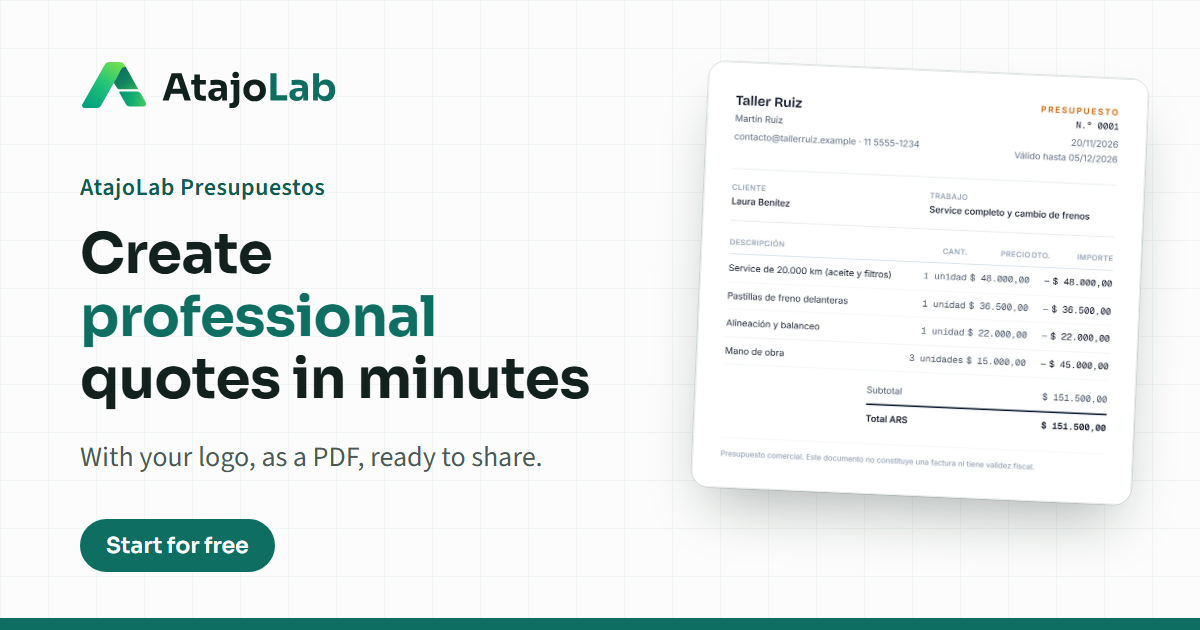 AtajoLab
AtajoLab Presupuestos
Create
professional
quotes in minutes
With your logo, as a PDF, ready to share.
Start for free
Taller Ruiz
Martín Ruiz
contacto@tallerruiz.example · 11 5555-1234
PRESUPUESTO
N.º 0001
20/11/2026
Válido hasta 05/12/2026
CLIENTE
Laura Benítez
TRABAJO
Service completo y cambio de frenos
DESCRIPCIÓN CANT. PRECIO DTO. IMPORTE
Service de 20.000 km (aceite y filtros) 1 unidad $ 48.000,00 – $ 48.000,00
Pastillas de freno delanteras 1 unidad $ 36.500,00 – $ 36.500,00
Alineación y balanceo 1 unidad $ 22.000,00 – $ 22.000,00
Mano de obra 3 unidades $ 15.000,00 – $ 45.000,00
Subtotal $ 151.500,00
Total ARS $ 151.500,00
Presupuesto comercial. Este documento no constituye una factura ni tiene validez fiscal.